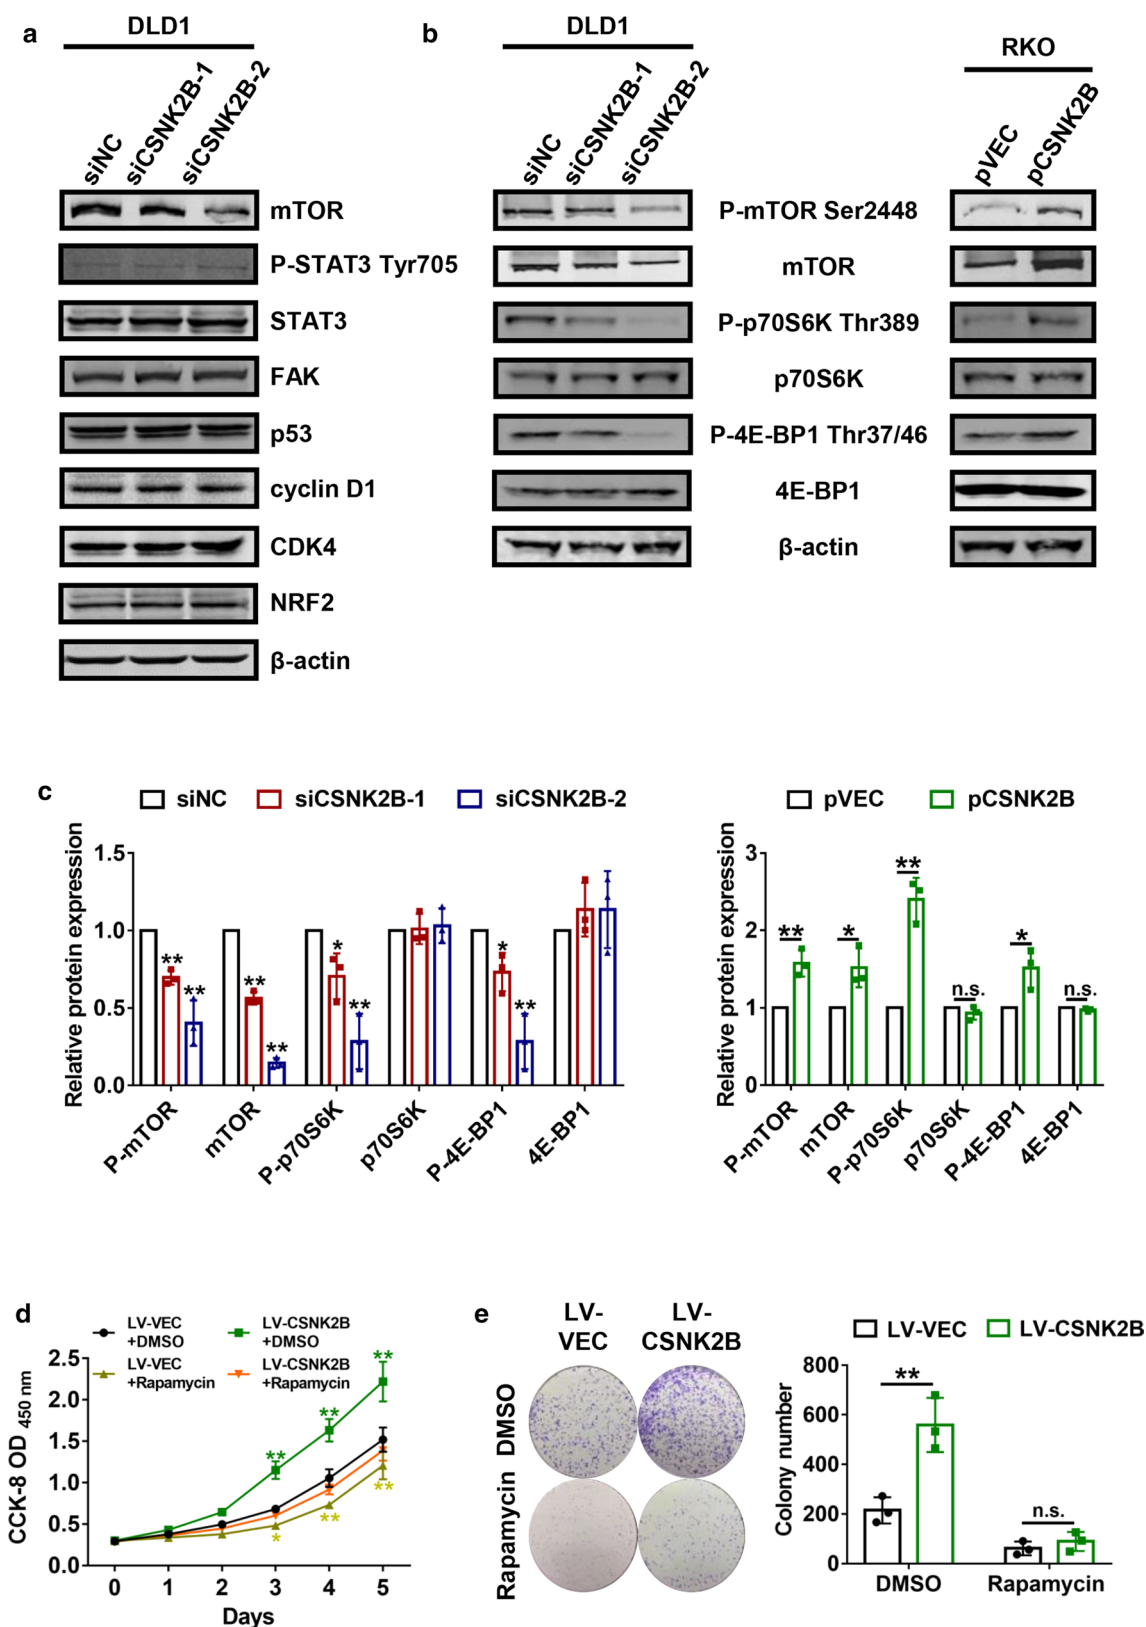 a
DLD1
siNC
siCSNK2B-1
siCSNK2B-2
mTOR
P-STAT3 Tyr705
STAT3
FAK
p53
cyclin D1
CDK4
NRF2
β-actin
b
DLD1
RKO
siNC
siCSNK2B-1
siCSNK2B-2
pVEC
pCSNK2B
P-mTOR Ser2448
mTOR
P-p70S6K Thr389
p70S6K
P-4E-BP1 Thr37/46
4E-BP1
β-actin
c
siNC siCSNK2B-1 siCSNK2B-2
Relative protein expression
1.5
1.0
0.5
0.0
** ** ** ** * ** * **
P-mTOR
mTOR
P-p70S6K
p70S6K
P-4E-BP1
4E-BP1
pVEC pCSNK2B
Relative protein expression
3
2
1
0
** * ** n.s. * n.s.
P-mTOR
mTOR
P-p70S6K
p70S6K
P-4E-BP1
4E-BP1
d
LV-VEC +DMSO
LV-CSNK2B +DMSO
LV-VEC +Rapamycin
LV-CSNK2B +Rapamycin
CCK-8 OD 450 nm
2.5
2.0
1.5
1.0
0.5
0.0
** ** **
* ** **
0 1 2 3 4 5
Days
e
LV-VEC
LV-CSNK2B
DMSO
Rapamycin
LV-VEC LV-CSNK2B
Colony number
800
600
400
200
0
**
n.s.
DMSO Rapamycin